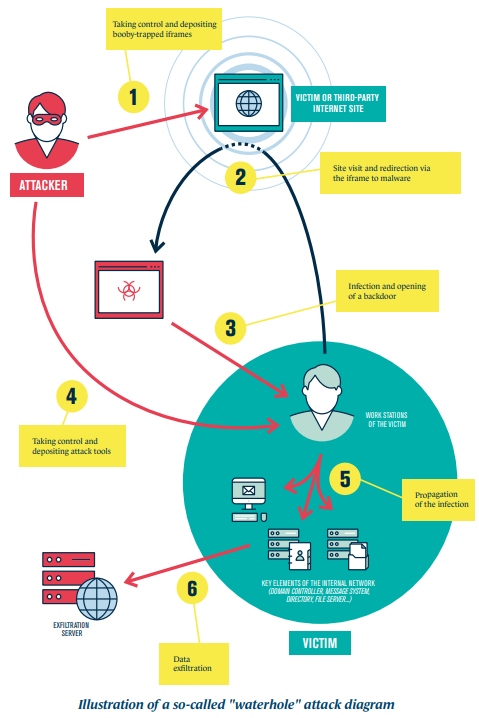 Taking control and depositing
booby-trapped iframes
1
VICTIM OR THIRD-PARTY
INTERNET SITE
ATTACKER
2
Site visit and redirection via
the iframe to malware
Infection and opening
of a backdoor
3
4
Taking control and
depositing attack tools
WORK STATIONS
OF THE VICTIM
5
Propagation
of the infection
KEY ELEMENTS OF THE INTERNAL NETWORK
(DOMAIN CONTROLLER, MESSAGE SYSTEM,
DIRECTORY, FILE SERVER...)
6
EXFILTRATION
SERVER
VICTIM
Data
exfiltration
Illustration of a so-called "waterhole" attack diagram